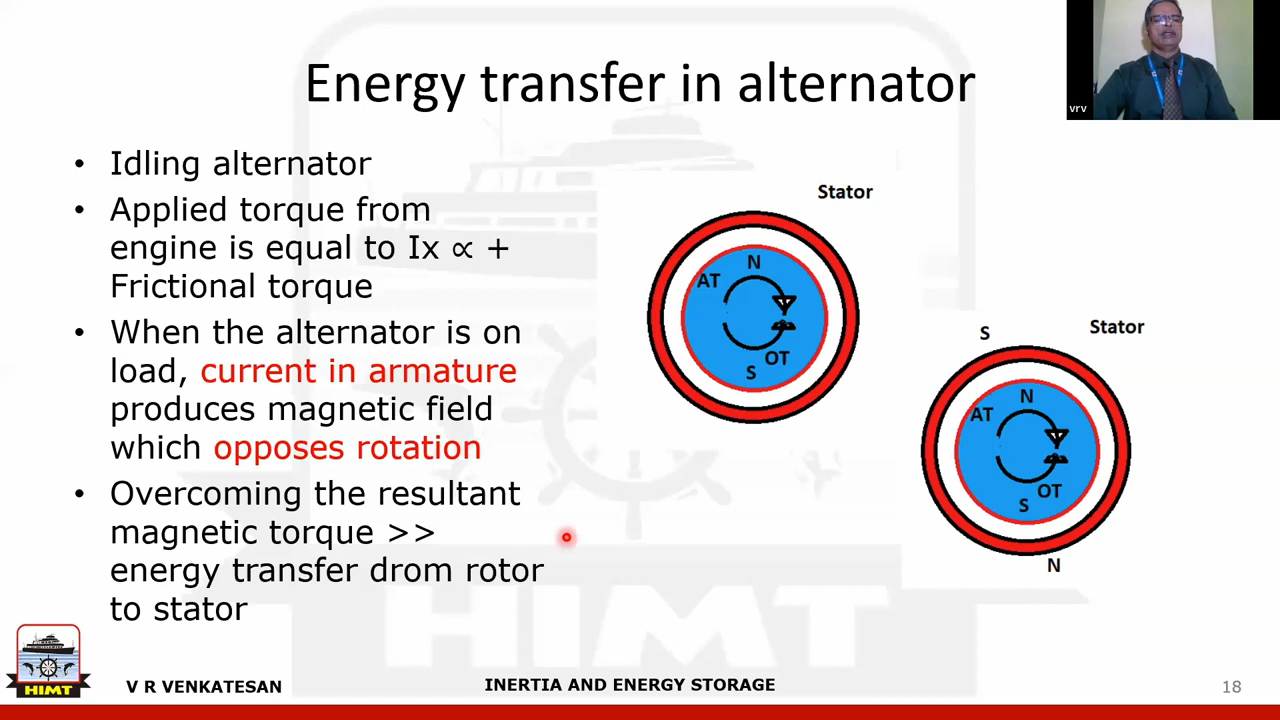 Energy transfer in alternator
vrv
• Idling alternator
• Applied torque from
engine is equal to Ix ∝ +
Frictional torque
• When the alternator is on
load, current in armature
produces magnetic field
which opposes rotation
• Overcoming the resultant
magnetic torque >>
energy transfer drom rotor
to stator
Stator
N
AT
OT
S
S
Stator
N
AT
OT
S
N
HIMT
HIMT
V R VENKATESAN
INERTIA AND ENERGY STORAGE
18